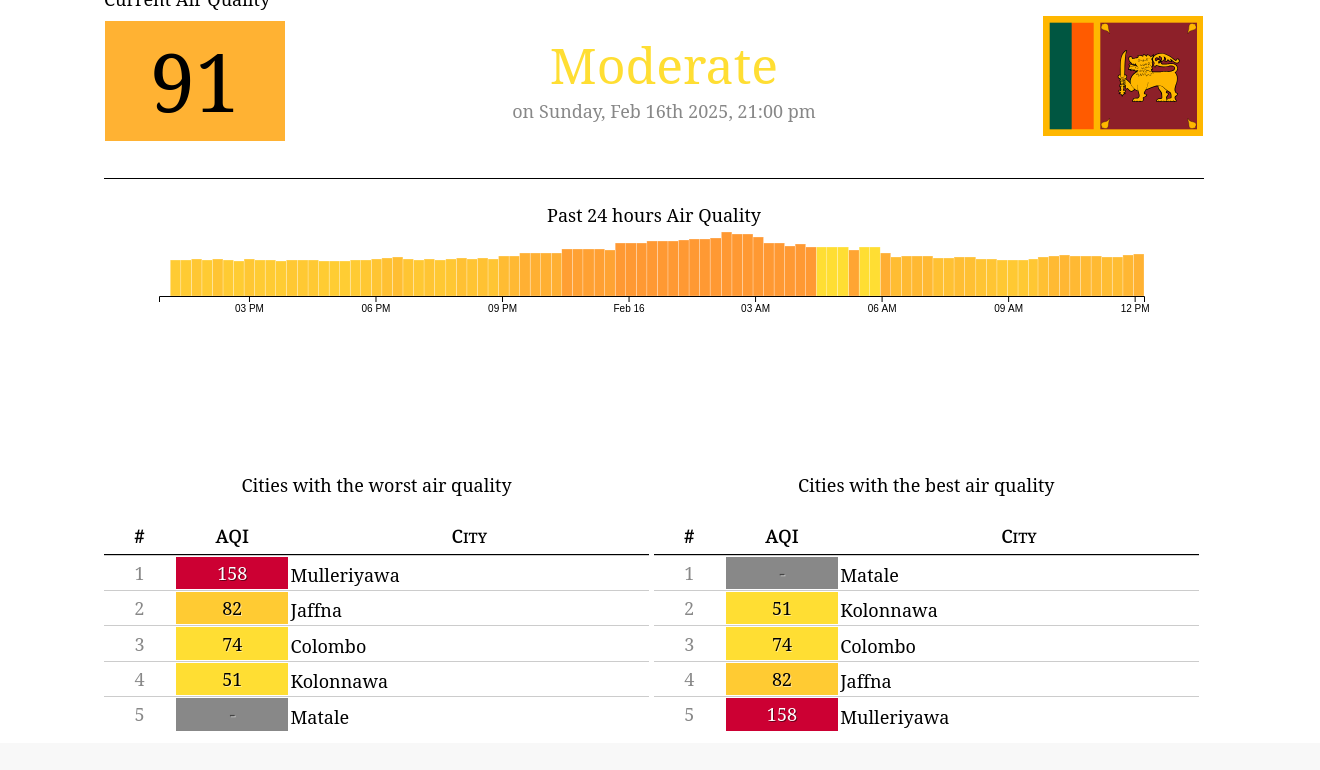 Current Air Quality
91
Moderate
on Sunday, Feb 16th 2025, 21:00 pm
Past 24 hours Air Quality
03 PM 06 PM 09 PM Feb 16 03 AM 06 AM 09 AM 12 PM
Cities with the worst air quality
# AQI City
1 158 Mulleriyawa
2 82 Jaffna
3 74 Colombo
4 51 Kolonnawa
5 - Matale
Cities with the best air quality
# AQI City
1 - Matale
2 51 Kolonnawa
3 74 Colombo
4 82 Jaffna
5 158 Mulleriyawa